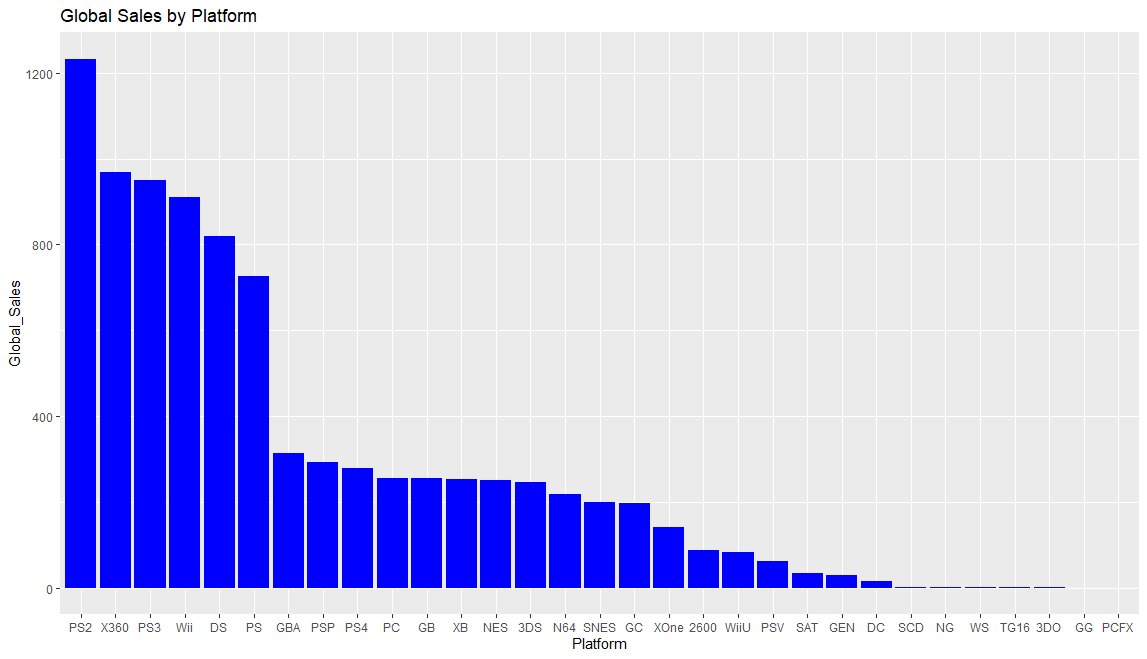 Global Sales by Platform
Global_Sales
1200
800
400
0
PS2 X360 PS3 Wii DS PS GBA PSP PS4 PC GB XB NES 3DS N64 SNES GC XOne 2600 WiiU PSV SAT GEN DC SCD NG WS TG16 3DO GG PCFX
Platform